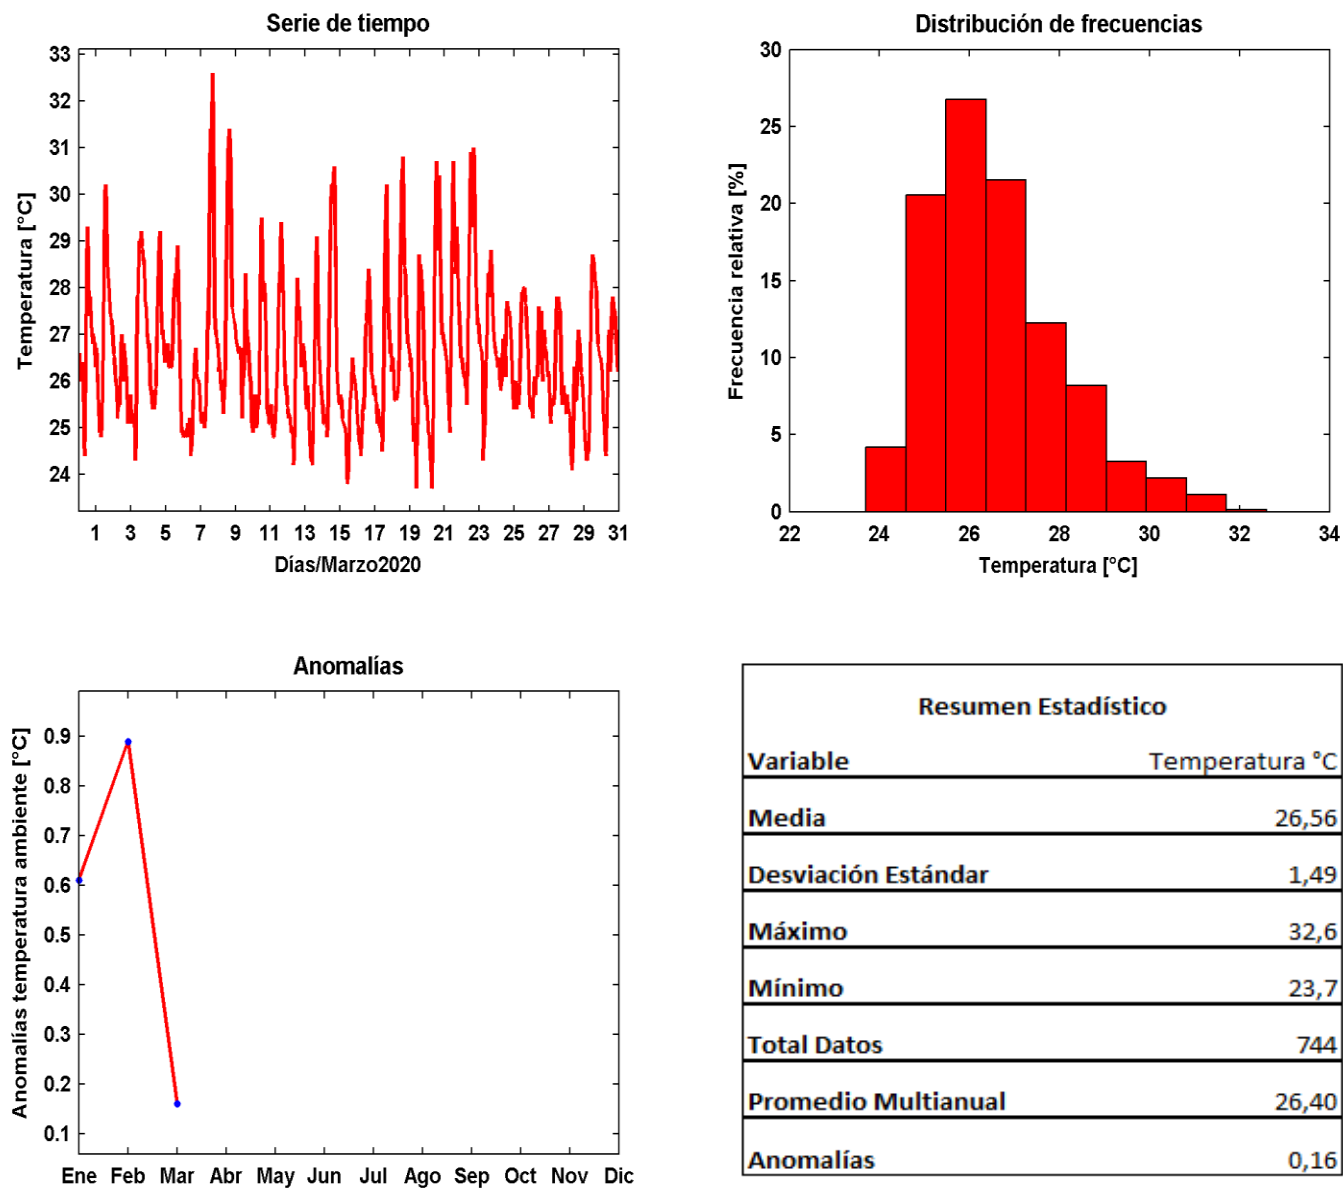 Serie de tiempo
Temperatura [°C]
33
32
31
30
29
28
27
26
25
24
1 3 5 7 9 11 13 15 17 19 21 23 25 27 29 31
Días/Marzo2020
Distribución de frecuencias
Frecuencia relativa [%]
30
25
20
15
10
5
0
22 24 26 28 30 32 34
Temperatura [°C]
Anomalías
Anomalías temperatura ambiente [°C]
0.9
0.8
0.7
0.6
0.5
0.4
0.3
0.2
0.1
Ene Feb Mar Abr May Jun Jul Ago Sep Oct Nov Dic
Resumen Estadístico
Variable Temperatura °C
Media 26,56
Desviación Estándar 1,49
Máximo 32,6
Mínimo 23,7
Total Datos 744
Promedio Multianual 26,40
Anomalías 0,16